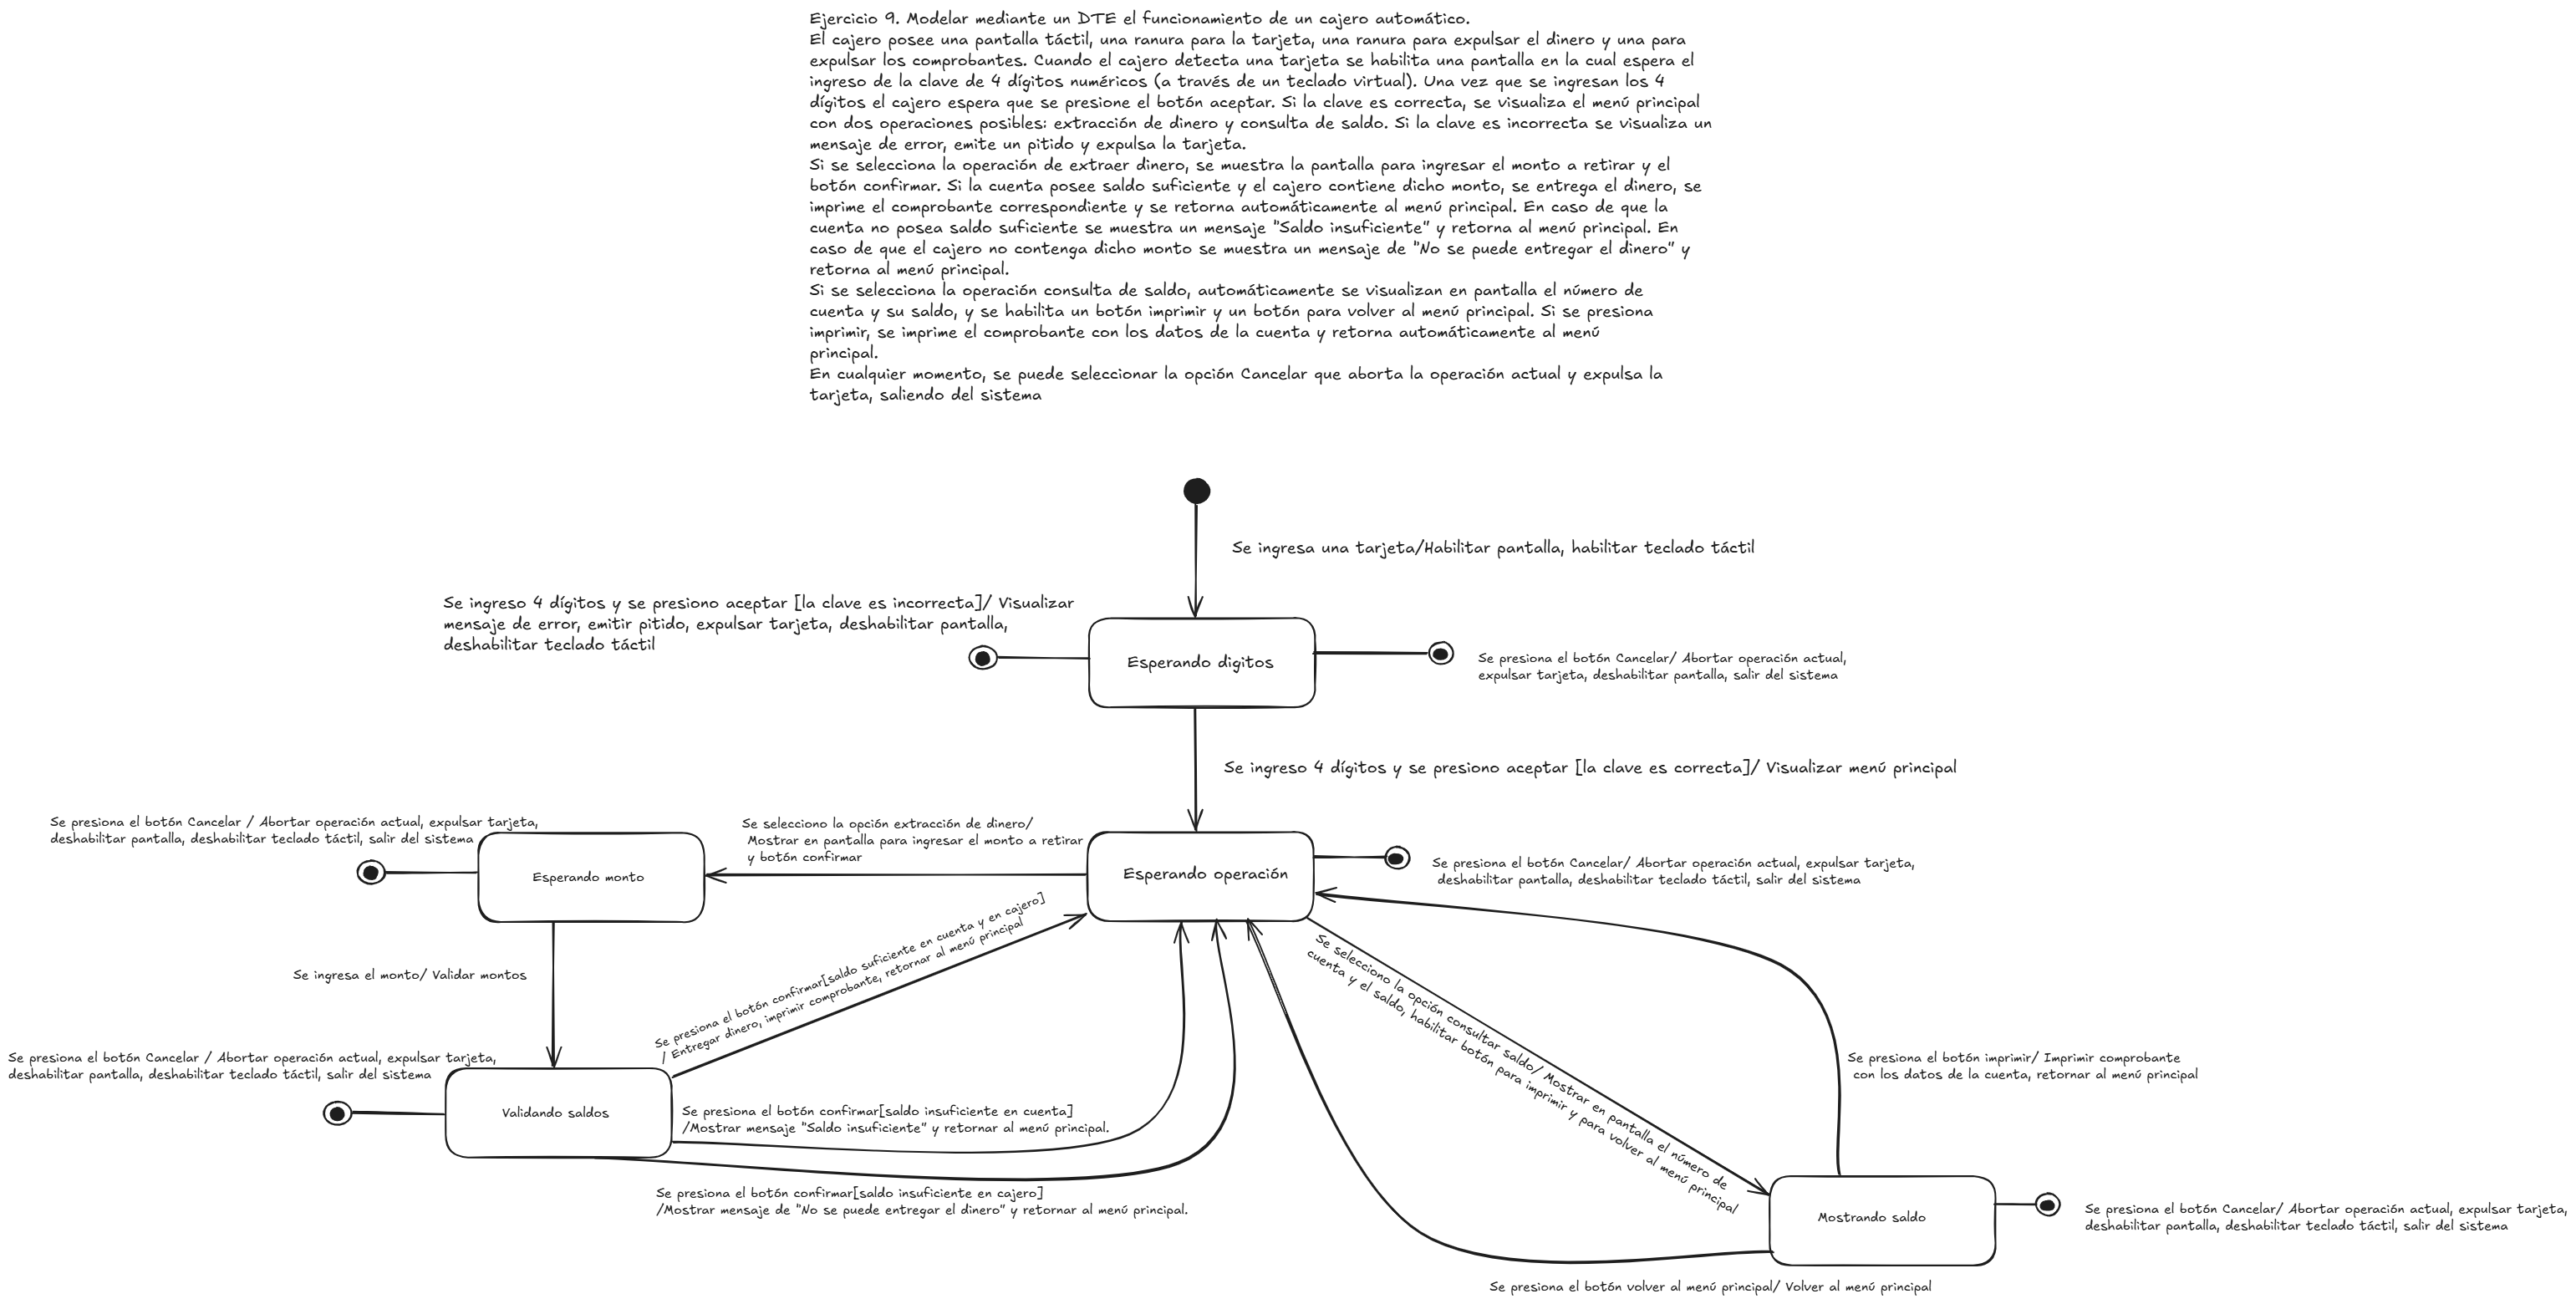 Ejercicio 9. Modelar mediante un DTE el funcionamiento de un cajero automático.
El cajero posee una pantalla táctil, una ranura para la tarjeta, una ranura para expulsar el dinero y una para
expulsar los comprobantes. Cuando el cajero detecta una tarjeta se habilita una pantalla en la cual espera el
ingreso de la clave de 4 dígitos numéricos (a través de un teclado virtual). Una vez que se ingresan los 4
dígitos el cajero espera que se presione el botón aceptar. Si la clave es correcta, se visualiza el menú principal
con dos operaciones posibles: extracción de dinero y consulta de saldo. Si la clave es incorrecta se visualiza un
mensaje de error, emite un pitido y expulsa la tarjeta.
Si se selecciona la operación de extraer dinero, se muestra la pantalla para ingresar el monto a retirar y el
botón confirmar. Si la cuenta posee saldo suficiente y el cajero contiene dicho monto, se entrega el dinero, se
imprime el comprobante correspondiente y se retorna automáticamente al menú principal. En caso de que la
cuenta no posea saldo suficiente se muestra un mensaje "Saldo insuficiente" y retorna al menú principal. En
caso de que el cajero no contenga dicho monto se muestra un mensaje de "No se puede entregar el dinero" y
retorna al menú principal.
Si se selecciona la operación consulta de saldo, automáticamente se visualizan en pantalla el número de
cuenta y su saldo, y se habilita un botón imprimir y un botón para volver al menú principal. Si se presiona
imprimir, se imprime el comprobante con los datos de la cuenta y retorna automáticamente al menú
principal.
En cualquier momento, se puede seleccionar la opción Cancelar que aborta la operación actual y expulsa la
tarjeta, saliendo del sistema
Se ingresa una tarjeta/Habilitar pantalla, habilitar teclado táctil
Se ingreso 4 dígitos y se presiono aceptar [la clave es incorrecta]/ Visualizar
mensaje de error, emitir pitido, expulsar tarjeta, deshabilitar pantalla,
deshabilitar teclado táctil
Esperando digitos
Se presiona el botón Cancelar/ Abortar operación actual,
expulsar tarjeta, deshabilitar pantalla, salir del sistema
Se ingreso 4 dígitos y se presiono aceptar [la clave es correcta]/ Visualizar menú principal
Se presiona el botón Cancelar / Abortar operación actual, expulsar tarjeta,
deshabilitar pantalla, deshabilitar teclado táctil, salir del sistema
Esperando monto
Se selecciono la opción extracción de dinero/
Mostrar en pantalla para ingresar el monto a retirar
y botón confirmar
Esperando operación
Se presiona el botón Cancelar/ Abortar operación actual, expulsar tarjeta,
deshabilitar pantalla, deshabilitar teclado táctil, salir del sistema
Se ingresa el monto/ Validar montos
Se presiona el botón confirmar[saldo suficiente en cuenta y en cajero]
/ Entregar dinero, imprimir comprobante, retornar al menú principal
Se selecciono la opción consultar saldo/ Mostrar en pantalla el número de
cuenta y el saldo, habilitar botón para imprimir y para volver al menú principal
Se presiona el botón imprimir/ Imprimir comprobante
con los datos de la cuenta, retornar al menú principal
Se presiona el botón Cancelar / Abortar operación actual, expulsar tarjeta,
deshabilitar pantalla, deshabilitar teclado táctil, salir del sistema
Validando saldos
Se presiona el botón confirmar[saldo insuficiente en cuenta]
/Mostrar mensaje "Saldo insuficiente" y retornar al menú principal.
Se presiona el botón confirmar[saldo insuficiente en cajero]
/Mostrar mensaje de "No se puede entregar el dinero" y retornar al menú principal.
Mostrando saldo
Se presiona el botón Cancelar/ Abortar operación actual, expulsar tarjeta,
deshabilitar pantalla, deshabilitar teclado táctil, salir del sistema
Se presiona el botón volver al menú principal/ Volver al menú principal